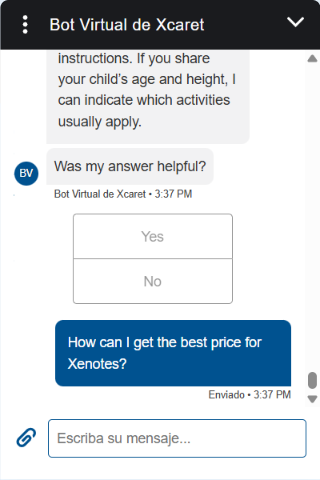 Bot Virtual de Xcaret
instructions. If you share
your child's age and height, I
can indicate which activities
usually apply.
Was my answer helpful?
BV
Bot Virtual de Xcaret • 3:37 PM
Yes
No
How can I get the best price for
Xenotes?
Enviado • 3:37 PM
Escriba su mensaje...